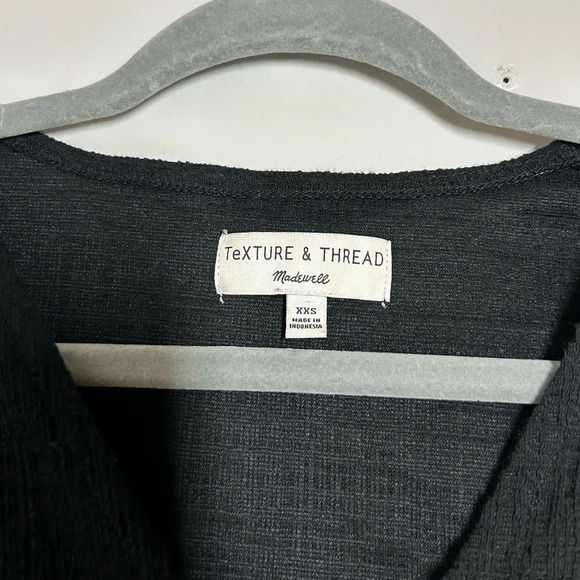 TeXTURE & THREAD
Madewell
XXS
MADE IN
INDONESIA